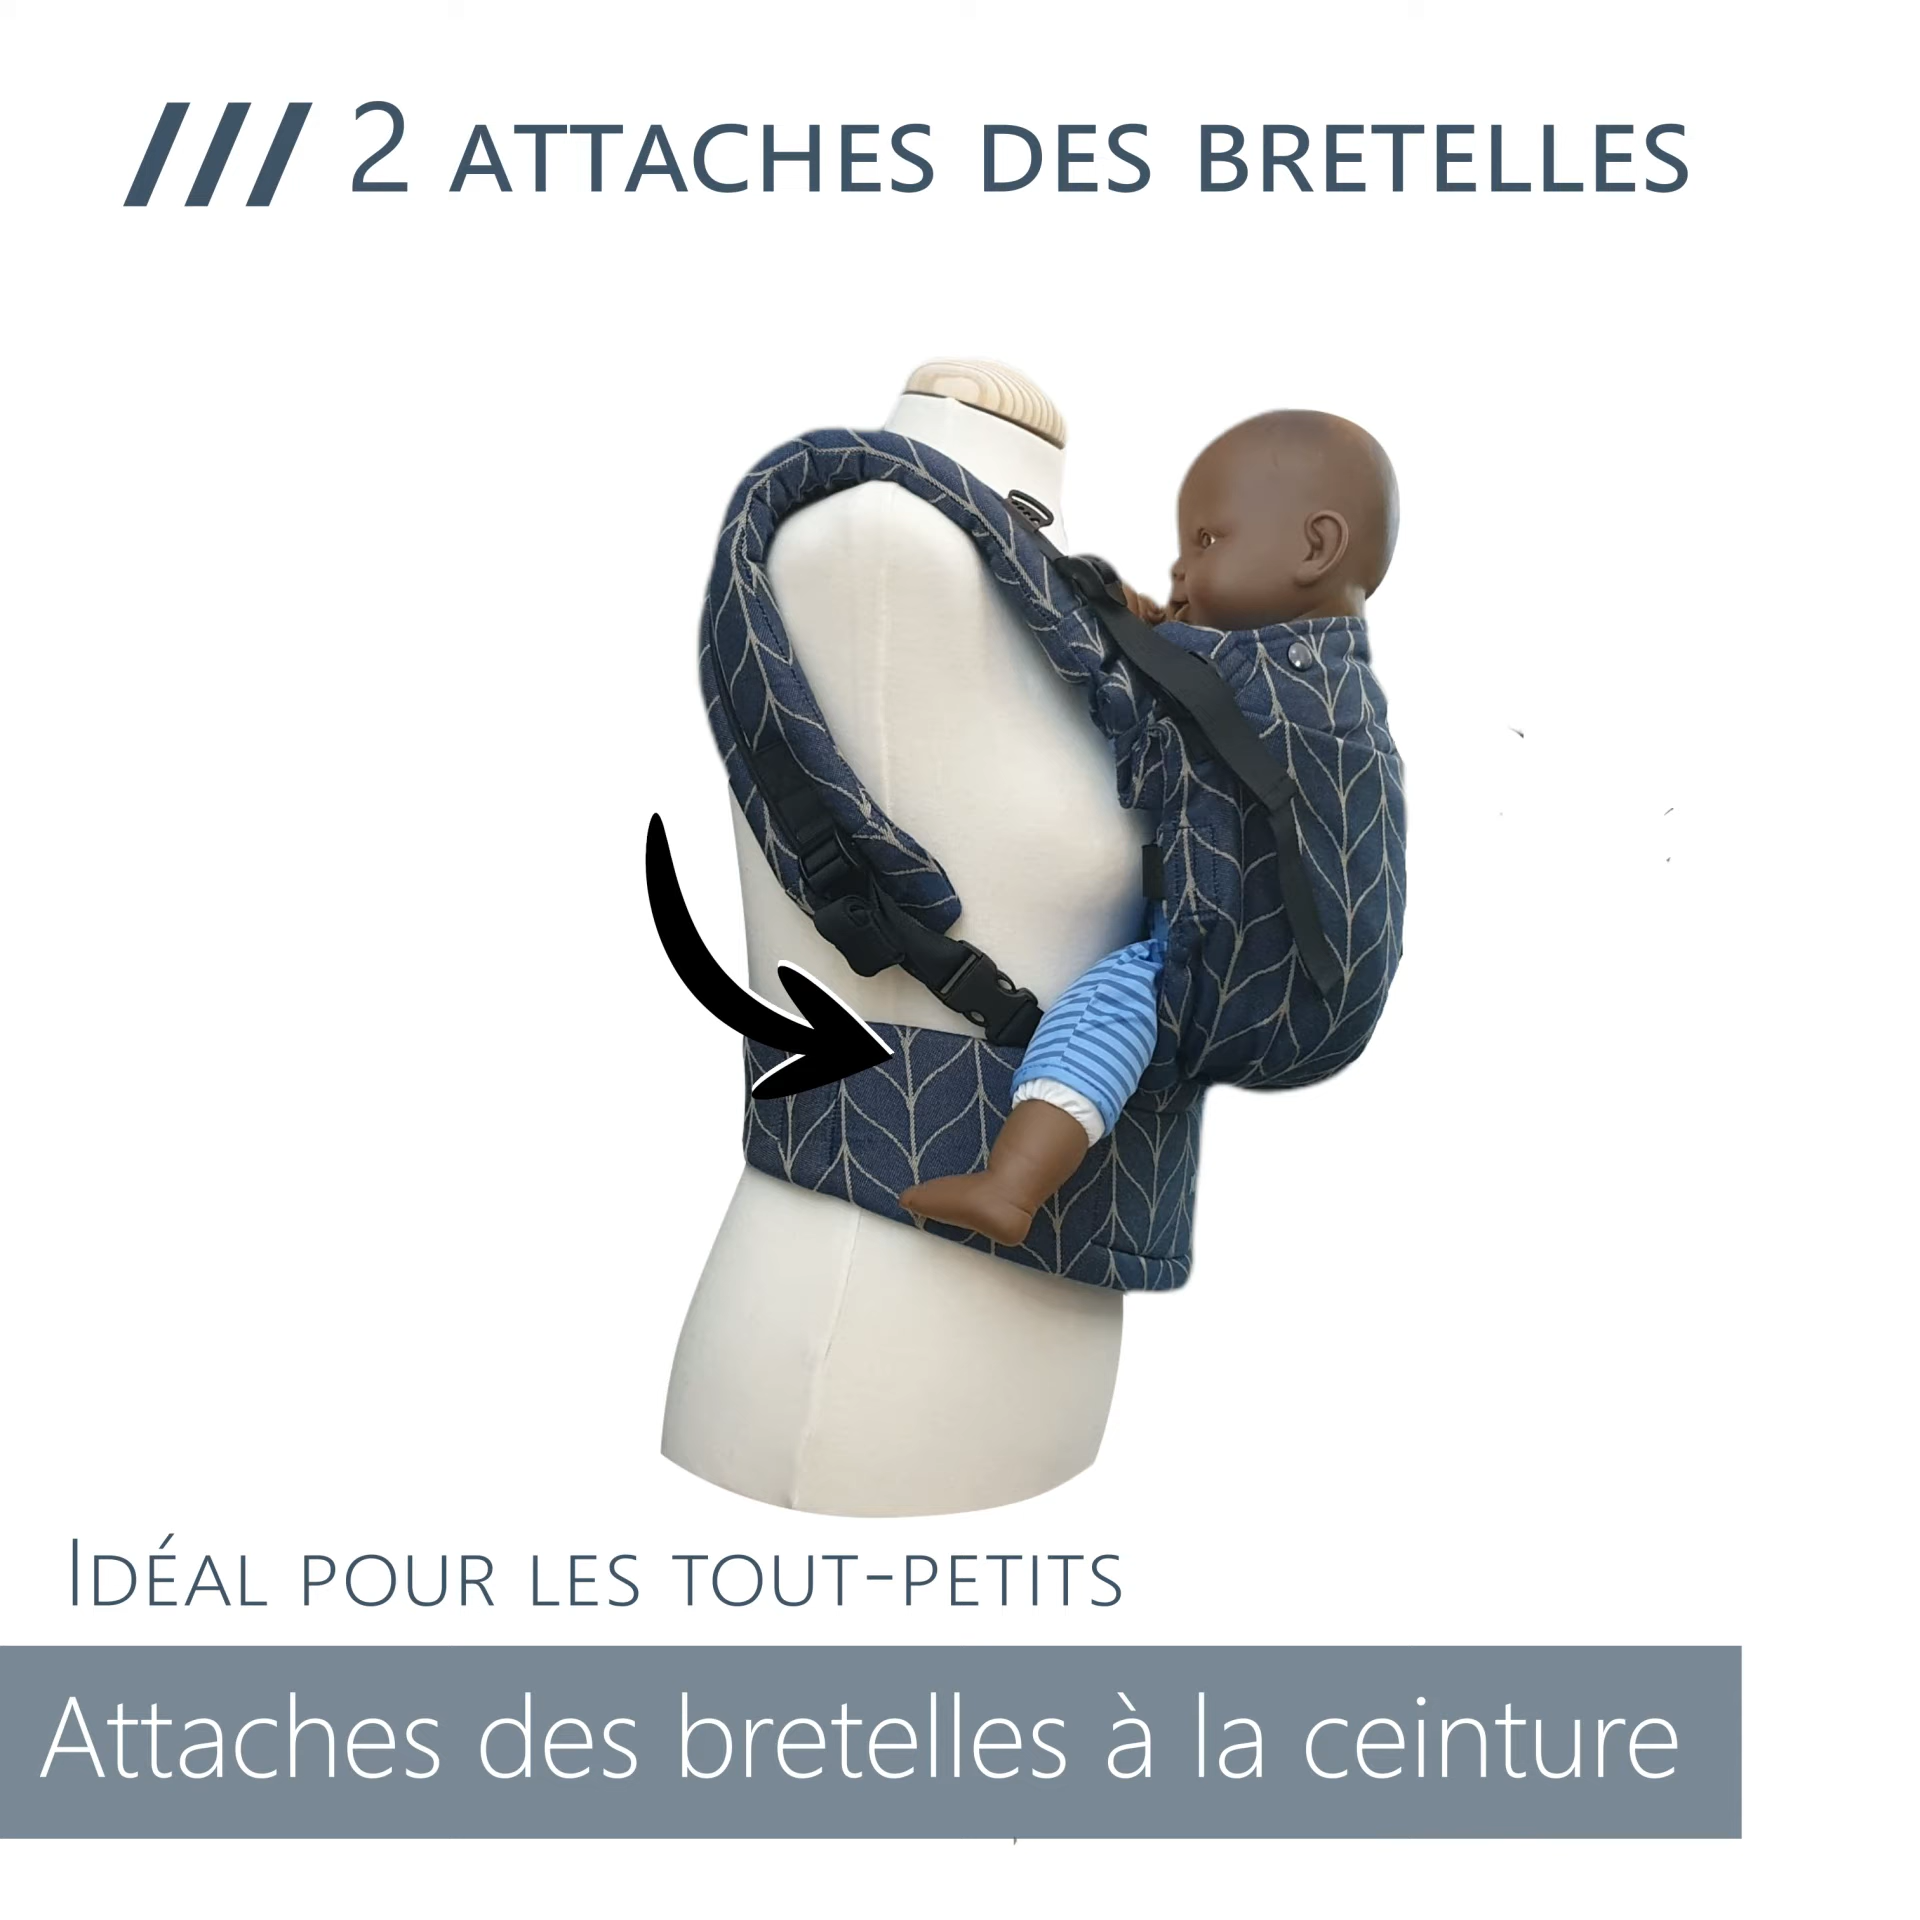 /// 2 ATTACHES DES BRETELLES
IDÉAL POUR LES TOUT-PETITS
Attaches des bretelles à la ceinture